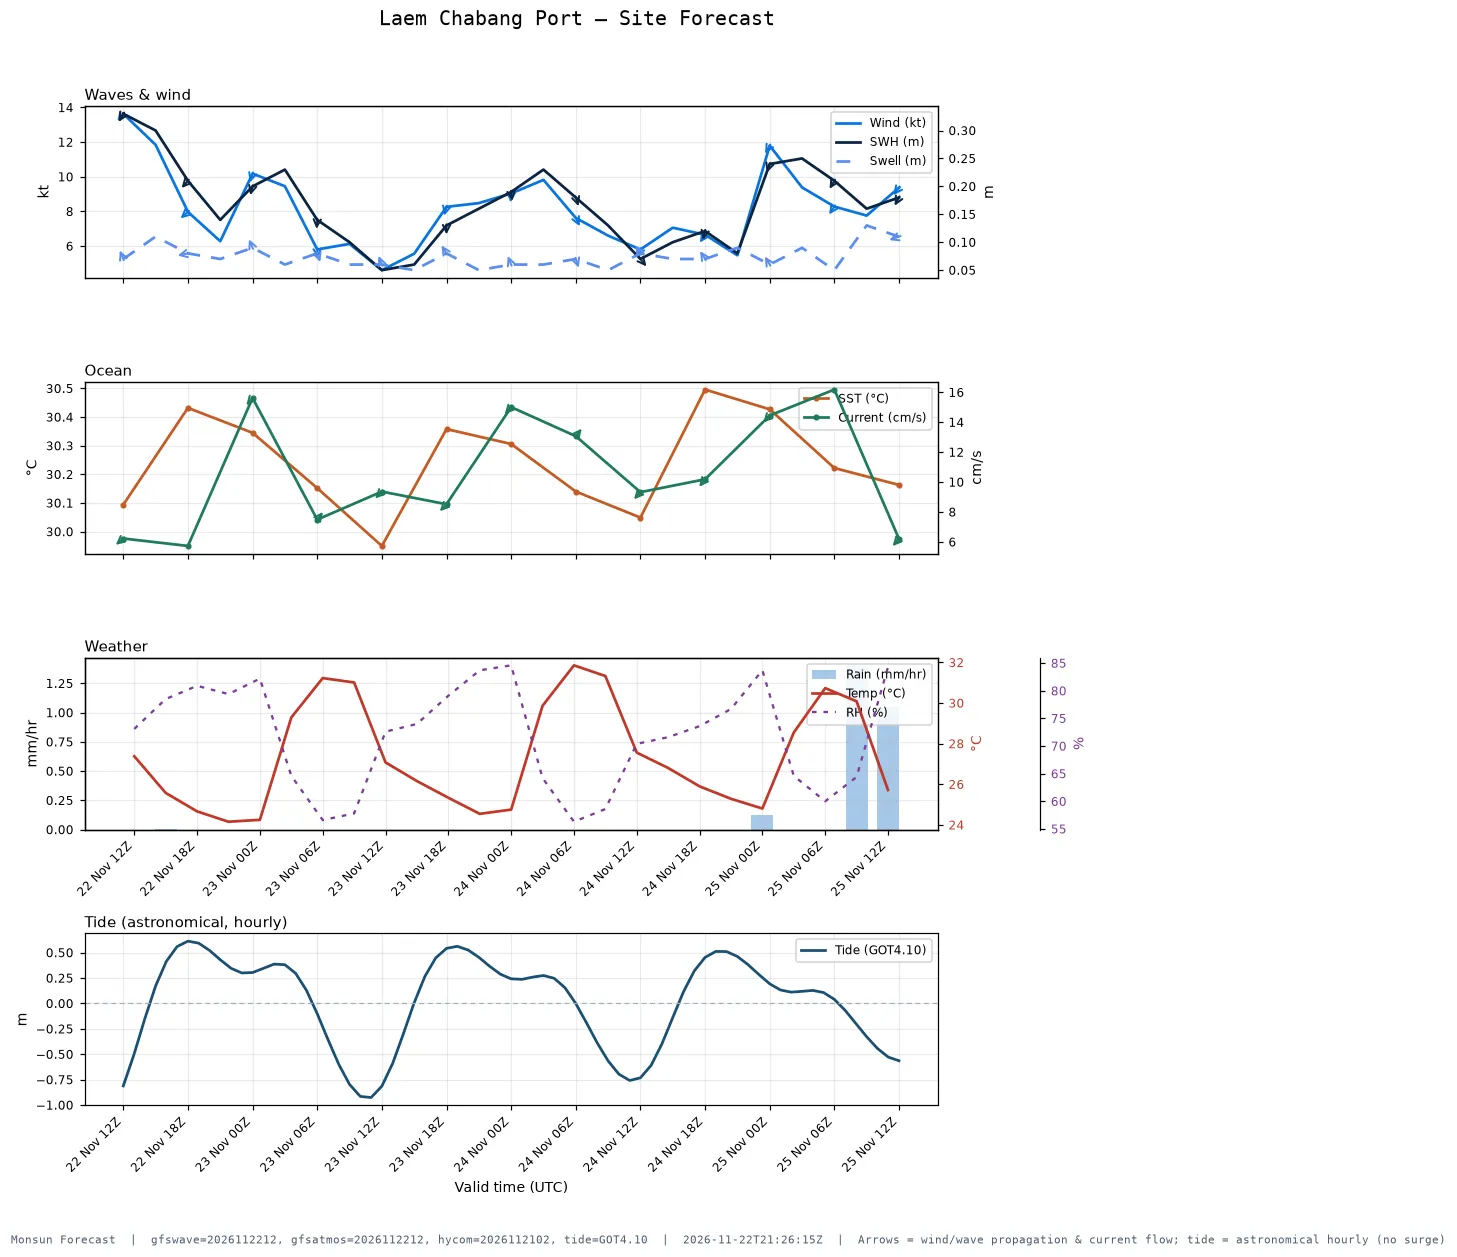 Laem Chabang Port — Site Forecast
Waves & wind
14
12
10
8
6
kt
0.30
0.25
0.20
0.15
0.10
0.05
m
Wind (kt)
SWH (m)
Swell (m)
Ocean
30.5
30.4
30.3
30.2
30.1
30.0
°C
16
14
12
10
8
6
cm/s
SST (°C)
Current (cm/s)
Weather
1.25
1.00
0.75
0.50
0.25
0.00
mm/hr
32
30
28
26
24
°C
85
80
75
70
65
60
55
%
Rain (mm/hr)
Temp (°C)
RH (%)
22 Nov 12Z
22 Nov 18Z
23 Nov 00Z
23 Nov 06Z
23 Nov 12Z
23 Nov 18Z
24 Nov 00Z
24 Nov 06Z
24 Nov 12Z
24 Nov 18Z
25 Nov 00Z
25 Nov 06Z
25 Nov 12Z
Tide (astronomical, hourly)
0.50
0.25
0.00
−0.25
−0.50
−0.75
−1.00
m
Tide (GOT4.10)
22 Nov 12Z
22 Nov 18Z
23 Nov 00Z
23 Nov 06Z
23 Nov 12Z
23 Nov 18Z
24 Nov 00Z
24 Nov 06Z
24 Nov 12Z
24 Nov 18Z
25 Nov 00Z
25 Nov 06Z
25 Nov 12Z
Valid time (UTC)
Monsun Forecast | gfswave=2026112212, gfsatmos=2026112212, hycom=2026112102, tide=GOT4.10 | 2026-11-22T21:26:15Z | Arrows = wind/wave propagation & current flow; tide = astronomical hourly (no surge)